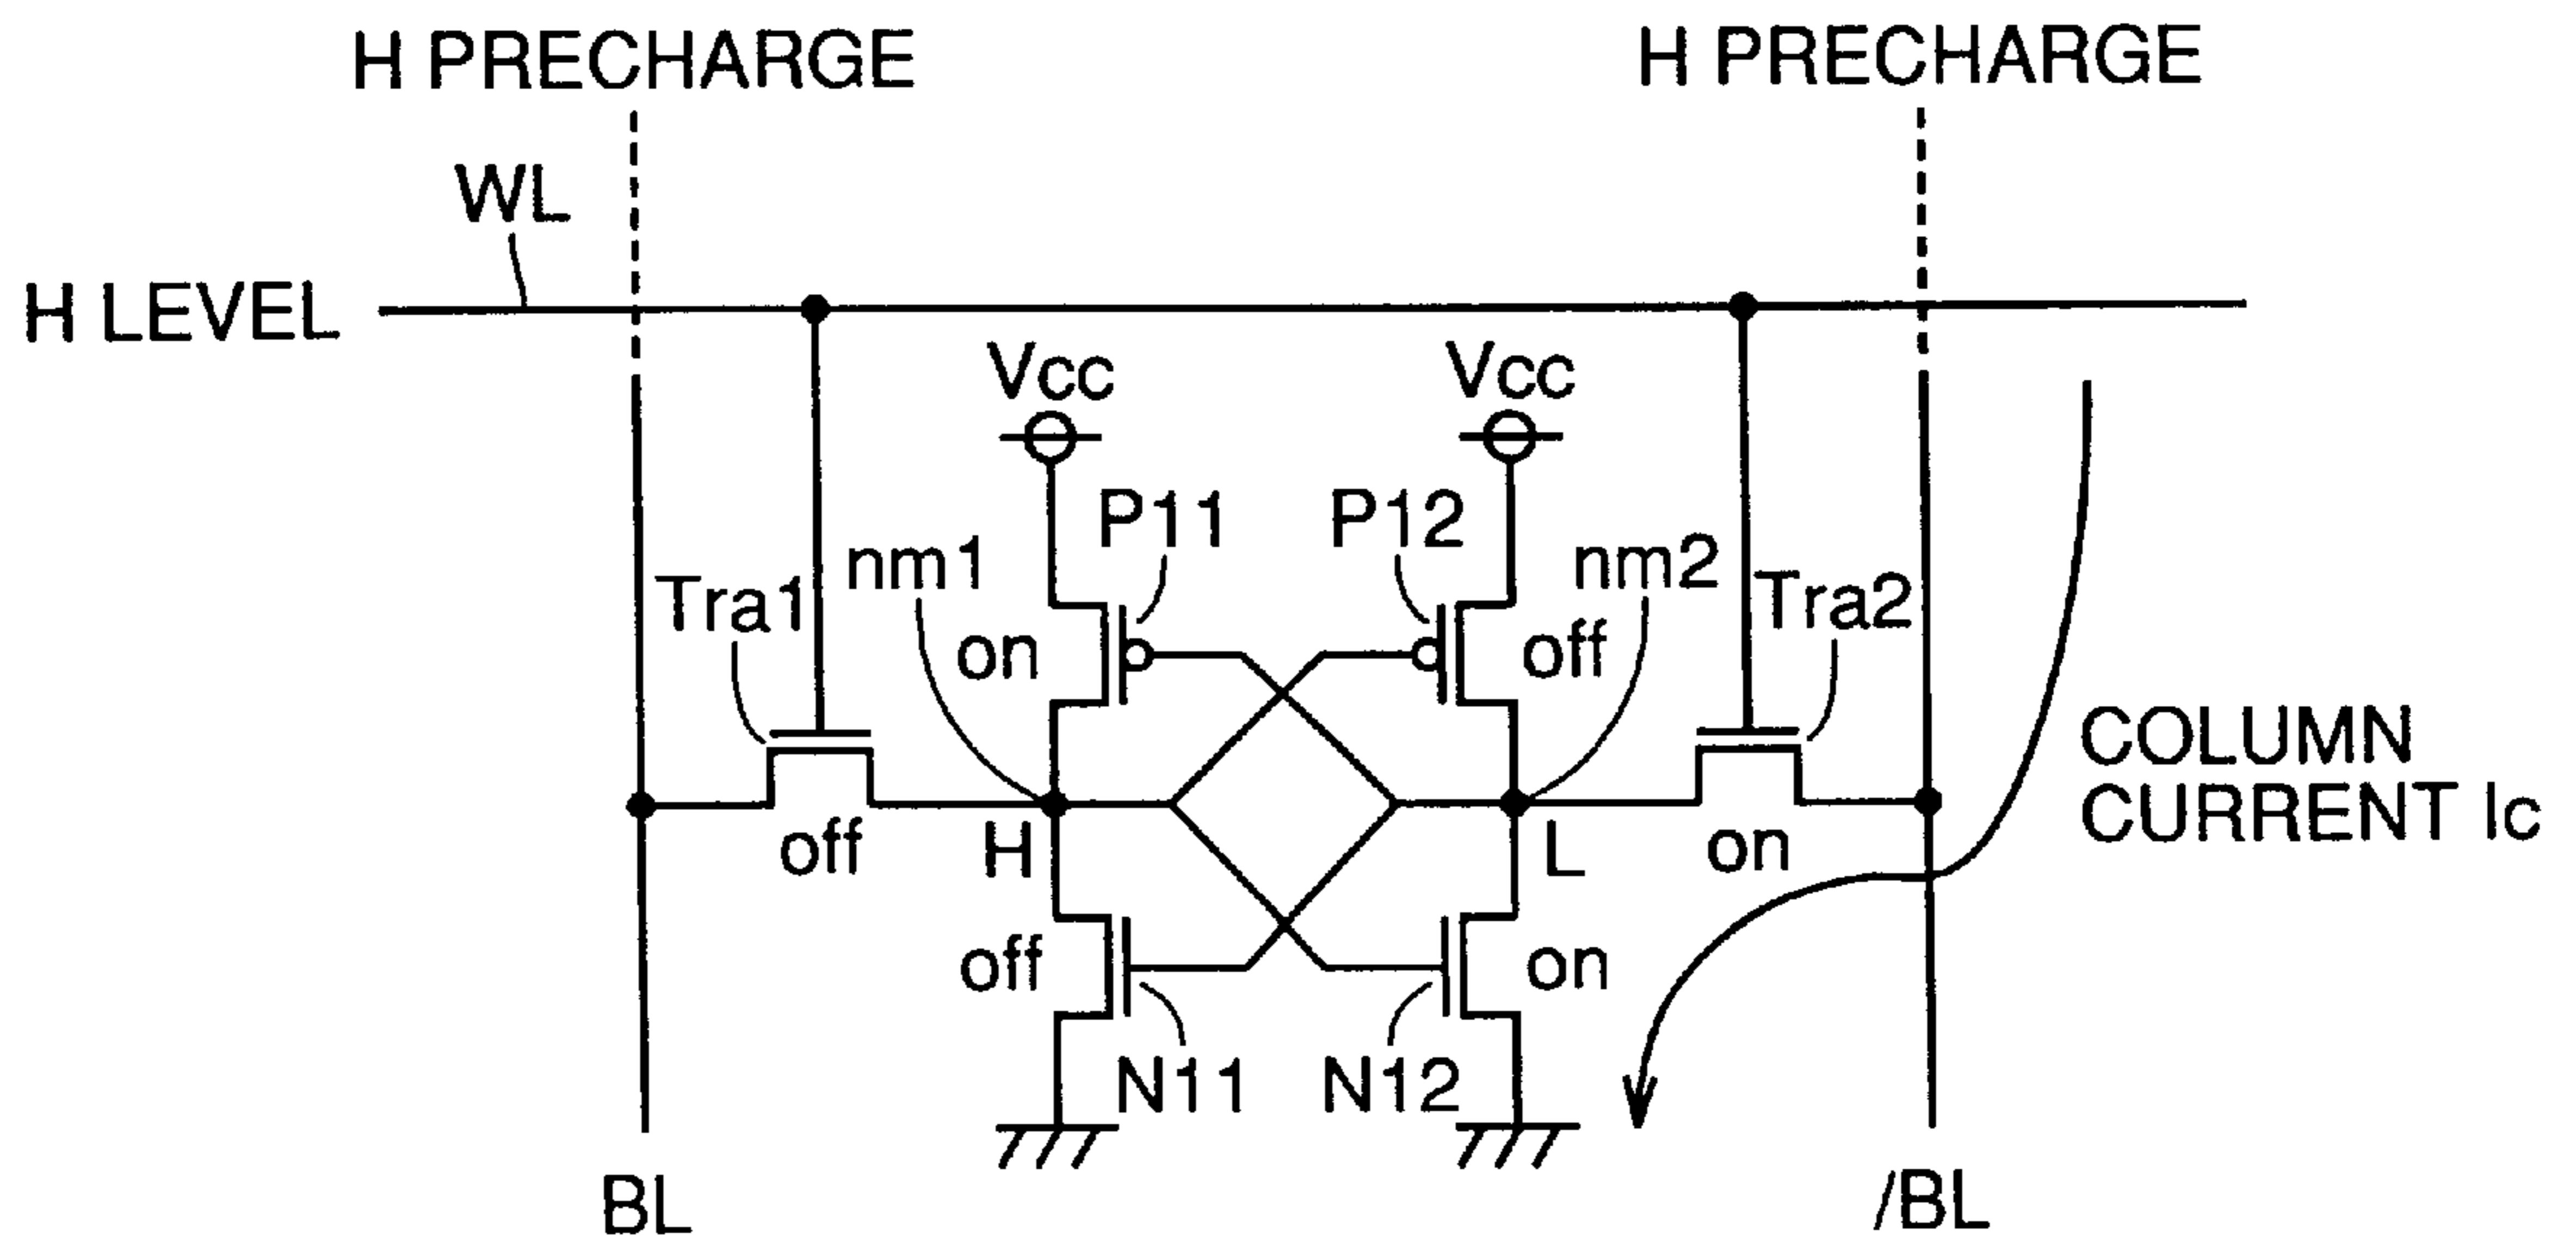 H PRECHARGE
H PRECHARGE
WL
H LEVEL
Vcc
Vcc
P11
P12
nm1
nm2
Tra1
Tra2
on
off
COLUMN
CURRENT Ic
off
H
L
on
off
on
N11
N12
BL
/BL